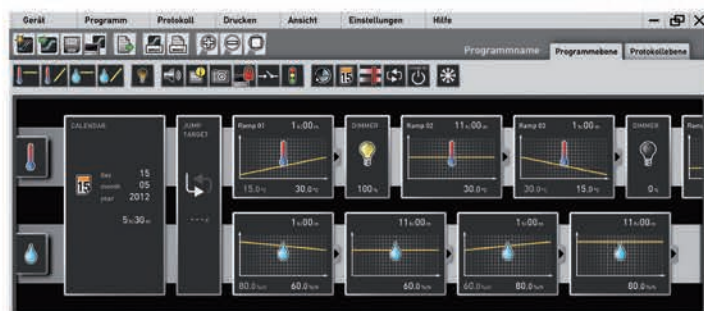 Gerät Programm Protokoll Drucken Ansicht Einstellungen Hilfe
Programmname Programmebene Protokollebene
15
CALENDAR
15
day 15
month 05
year 2012
5h30m
JUMP
TARGET
----
Ramp 01 1h00m
15.0°C 30.0°C
DIMMER
100%
Ramp 02 11h00m
30.0°C
Ramp 03 1h00m
30.0°C 15.0°C
DIMMER
0%
1h00m
80.0%rh 60.0%rh
11h00m
60.0%rh
1h00m
60.0%rh 80.0%rh
11h00m
80.0%rh